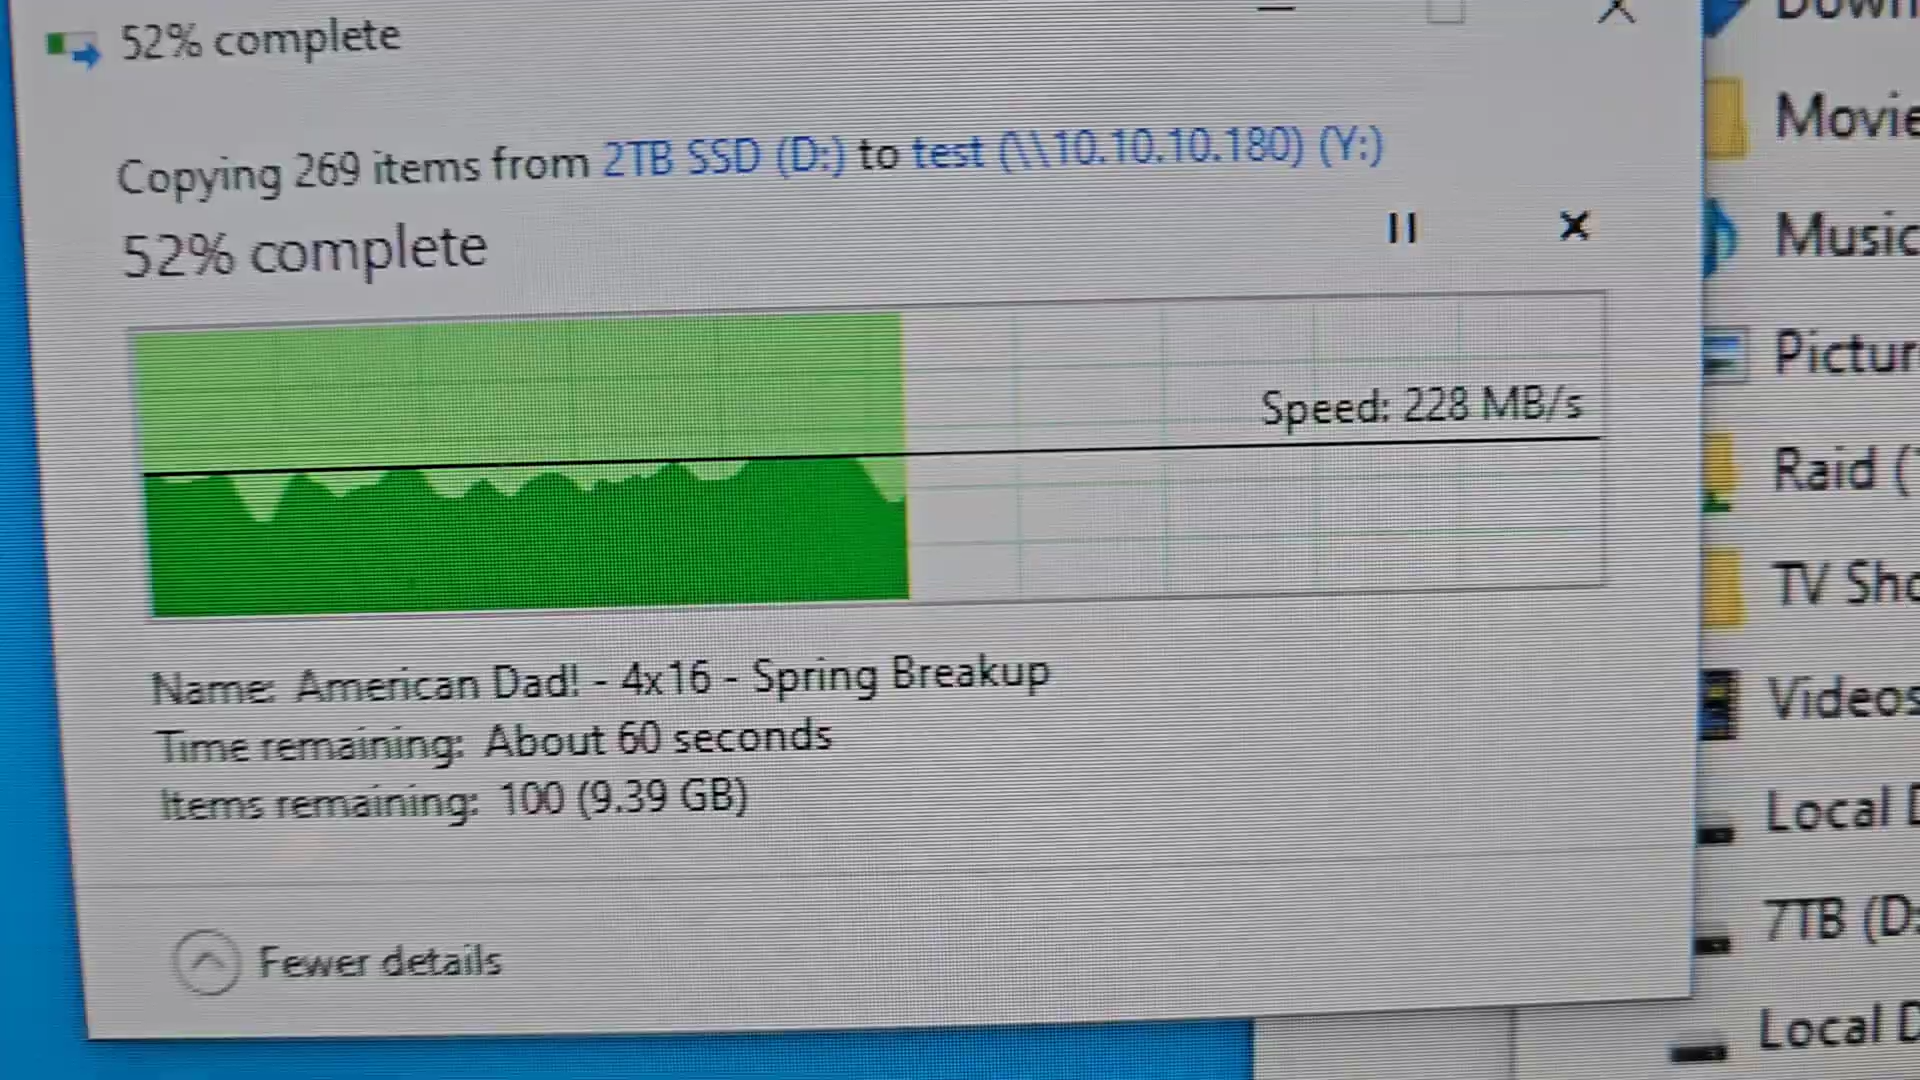 52% complete
Copying 269 items from 2TB SSD (D:) to test (\\10.10.10.180) (Y:)
52% complete
Speed: 228 MB/s
Name: American Dad! - 4x16 - Spring Breakup
Time remaining: About 60 seconds
Items remaining: 100 (9.39 GB)
Fewer details
Down
Movie
Music
Pictur
Raid (
TV Sho
Videos
Local D
7TB (D:
Local D